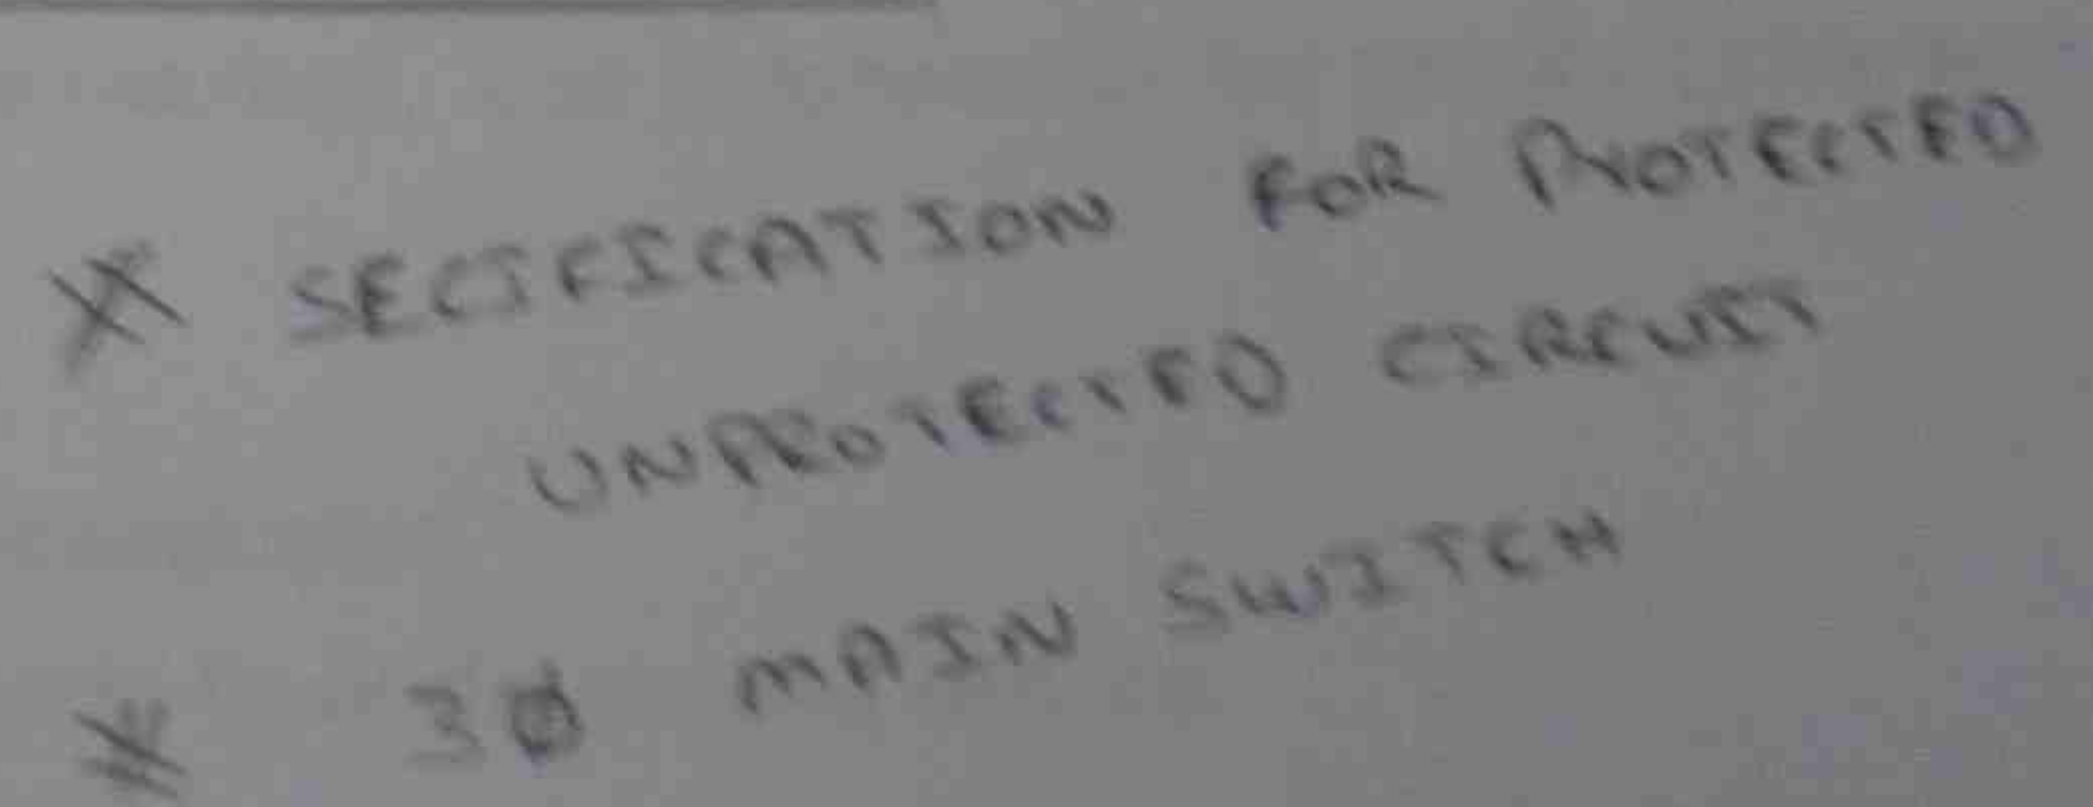 * SECIFICATION FOR PROTECTED
UNPROTECTED CIRCUIT
* 3Ø MAIN SWITCH